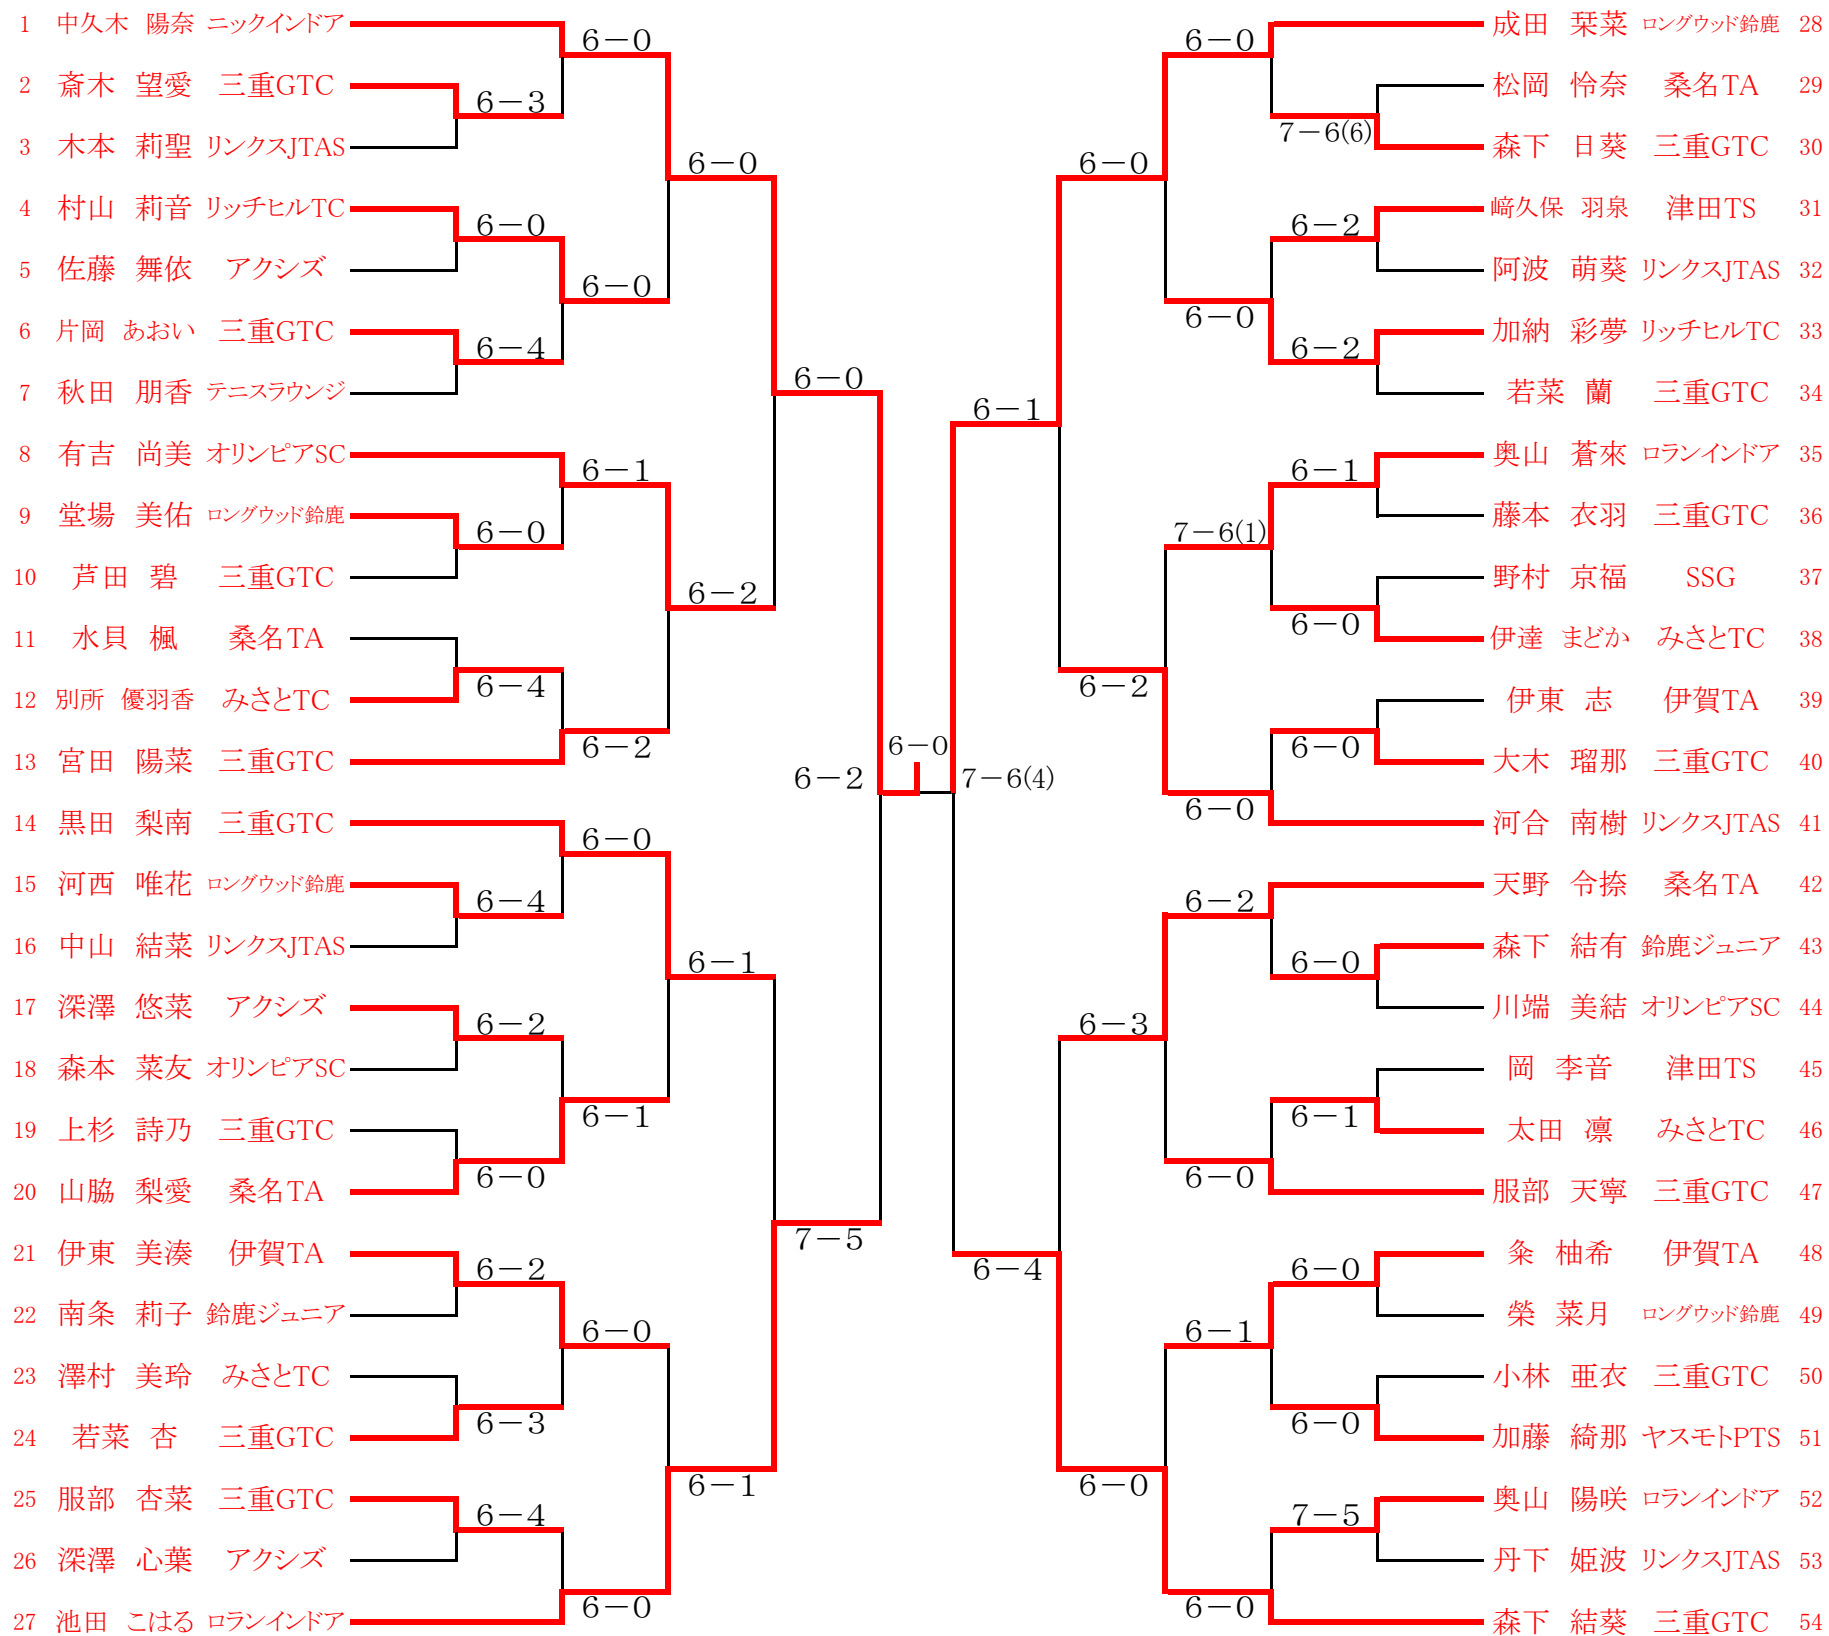 1 中久木 陽奈 ニックインドア
2 斎木 望愛 三重GTC
3 木本 莉聖 リンクスJTAS
4 村山 莉音 リッチヒルTC
5 佐藤 舞依 アクシズ
6 片岡 あおい 三重GTC
7 秋田 朋香 テニスラウンジ
8 有吉 尚美 オリンピアSC
9 堂場 美佑 ロングウッド鈴鹿
10 芦田 碧 三重GTC
11 水貝 楓 桑名TA
12 別所 優羽香 みさとTC
13 宮田 陽菜 三重GTC
14 黒田 梨南 三重GTC
15 河西 唯花 ロングウッド鈴鹿
16 中山 結菜 リンクスJTAS
17 深澤 悠菜 アクシズ
18 森本 菜友 オリンピアSC
19 上杉 詩乃 三重GTC
20 山脇 梨愛 桑名TA
21 伊東 美湊 伊賀TA
22 南条 莉子 鈴鹿ジュニア
23 澤村 美玲 みさとTC
24 若菜 杏 三重GTC
25 服部 杏菜 三重GTC
26 深澤 心葉 アクシズ
27 池田 こはる ロランインドア
6-3
6-0
6-4
6-0
6-4
6-4
6-2
6-0
6-2
6-3
6-4
6-0
6-0
6-1
6-2
6-0
6-1
6-0
6-0
6-0
6-2
6-1
6-1
6-0
7-5
6-2
6-0
7-6(4)
6-1
6-4
6-0
6-2
6-3
6-0
6-0
6-0
7-6(1)
6-0
6-2
6-0
6-1
6-0
7-6(6)
6-2
6-2
6-1
6-0
6-0
6-0
6-1
6-0
6-0
7-5
成田 栞菜 ロングウッド鈴鹿 28
松岡 怜奈 桑名TA 29
森下 日葵 三重GTC 30
﨑久保 羽泉 津田TS 31
阿波 萌葵 リンクスJTAS 32
加納 彩夢 リッチヒルTC 33
若菜 蘭 三重GTC 34
奥山 蒼來 ロランインドア 35
藤本 衣羽 三重GTC 36
野村 京福 SSG 37
伊達 まどか みさとTC 38
伊東 志 伊賀TA 39
大木 瑠那 三重GTC 40
河合 南樹 リンクスJTAS 41
天野 令捺 桑名TA 42
森下 結有 鈴鹿ジュニア 43
川端 美結 オリンピアSC 44
岡 李音 津田TS 45
太田 凛 みさとTC 46
服部 天寧 三重GTC 47
粂 柚希 伊賀TA 48
榮 菜月 ロングウッド鈴鹿 49
小林 亜衣 三重GTC 50
加藤 綺那 ヤスモトPTS 51
奥山 陽咲 ロランインドア 52
丹下 姫波 リンクスJTAS 53
森下 結葵 三重GTC 54